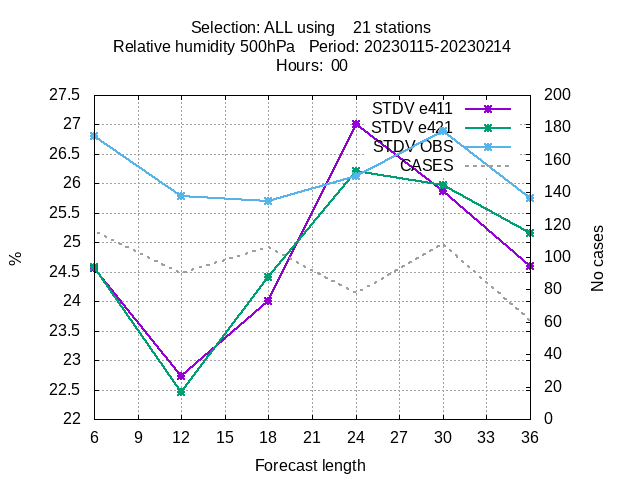 Selection: ALL using 21 stations
Relative humidity 500hPa Period: 20230115-20230214
Hours: 00
27.5
27
26.5
26
25.5
25
24.5
24
23.5
23
22.5
22
%
STDV e411
STDV e421
STDV OBS
CASES
200
180
160
140
120
100
80
60
40
20
0
No cases
6 9 12 15 18 21 24 27 30 33 36
Forecast length